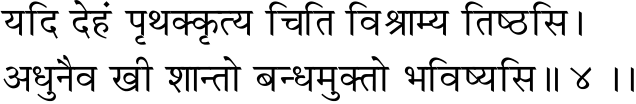 यदि देहं पृथक्कृत्य चिति विश्राम्य तिष्ठसि।
अधुनैव खी शान्तो बन्धमुक्तो भविष्यसि॥ ४ ।।